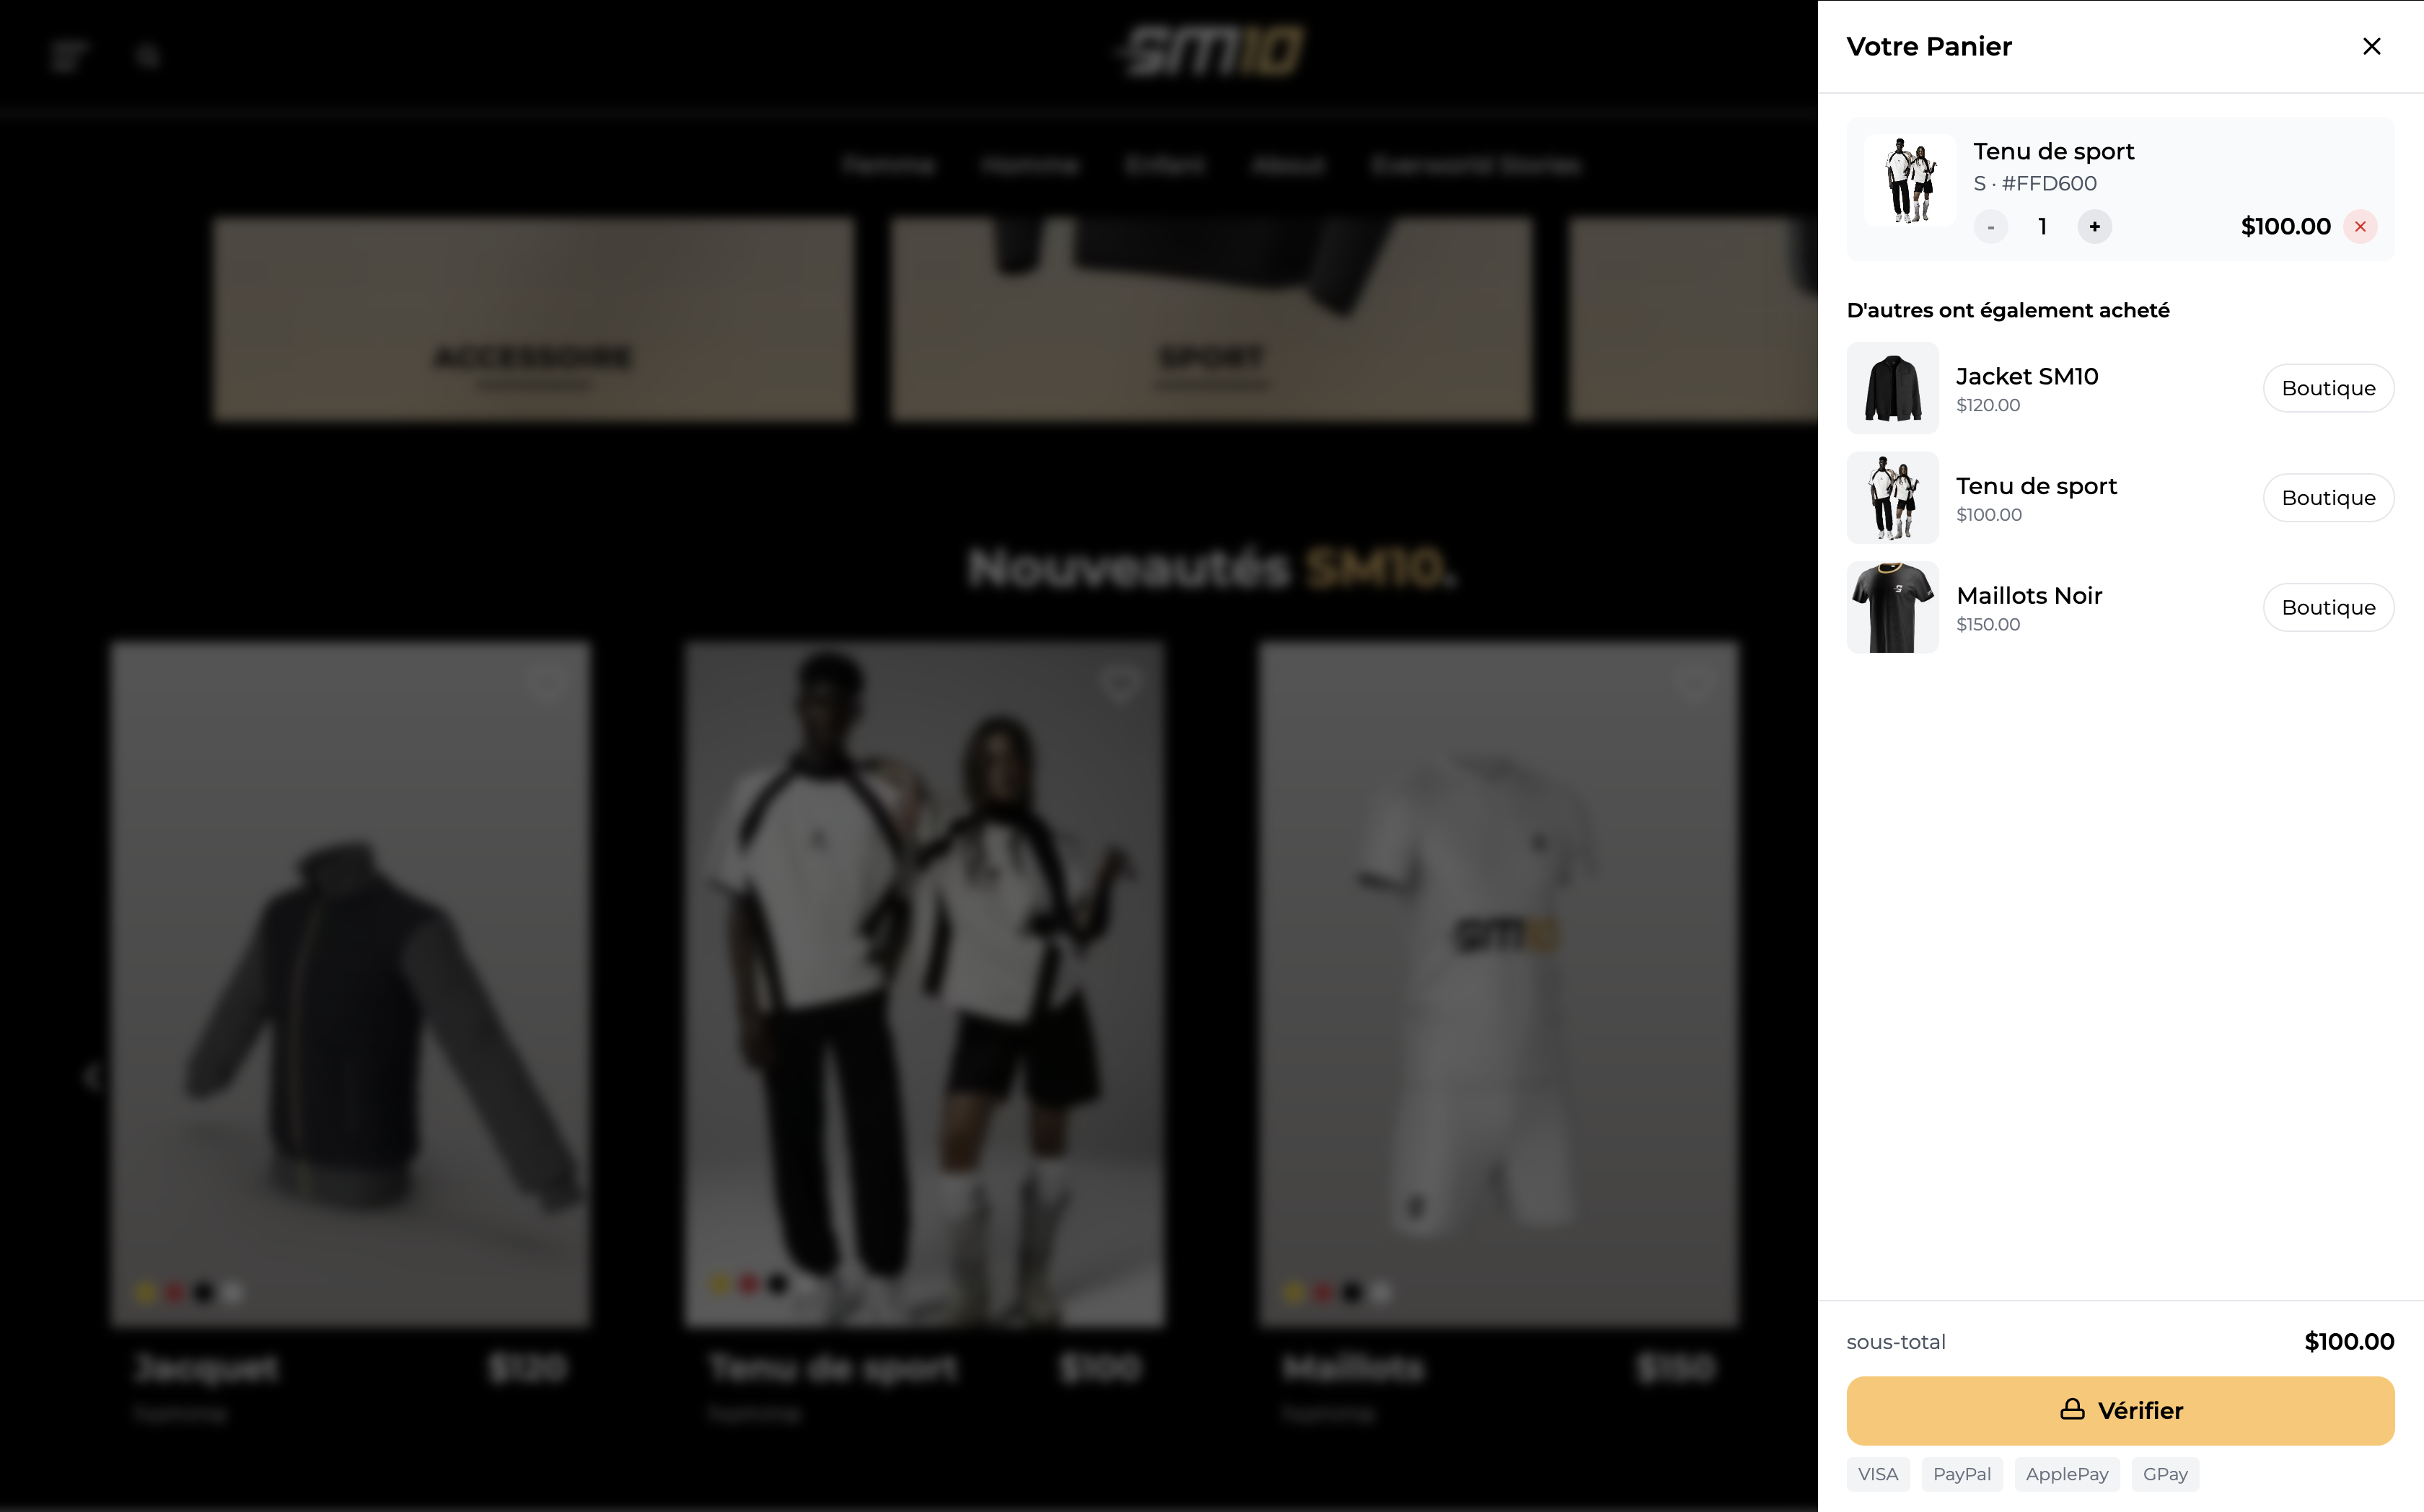 SM10
Femme Homme Enfant About Everworld Stories
ACCESSOIRE
SPORT
Nouveautés SM10.
SM10
Jacquet $120
homme
Tenu de sport $100
homme
Maillots $150
homme
Votre Panier
Tenu de sport
S · #FFD600
- 1 + $100.00
D'autres ont également acheté
Jacket SM10
$120.00
Boutique
Tenu de sport
$100.00
Boutique
Maillots Noir
$150.00
Boutique
sous-total $100.00
Vérifier
VISA PayPal ApplePay GPay